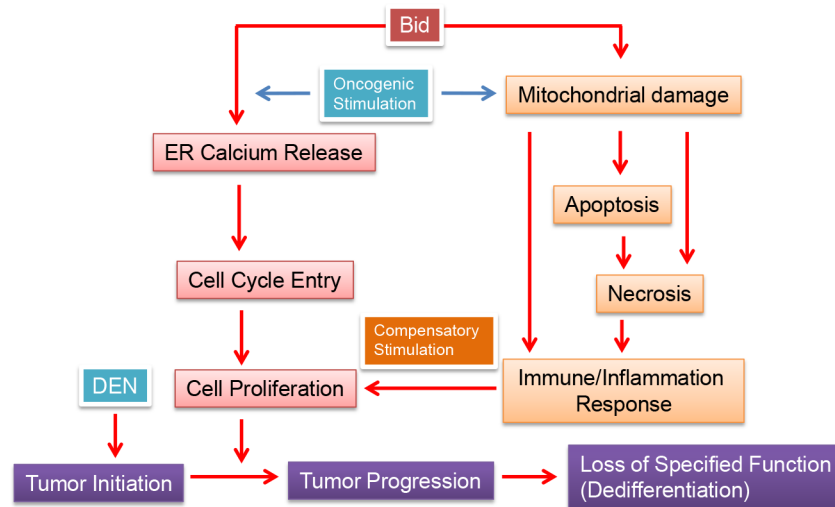 Bid
Oncogenic
Stimulation
Mitochondrial damage
ER Calcium Release
Apoptosis
Cell Cycle Entry
Necrosis
Compensatory
Stimulation
DEN
Cell Proliferation
Immune/Inflammation
Response
Tumor Initiation
Tumor Progression
Loss of Specified Function
(Dedifferentiation)